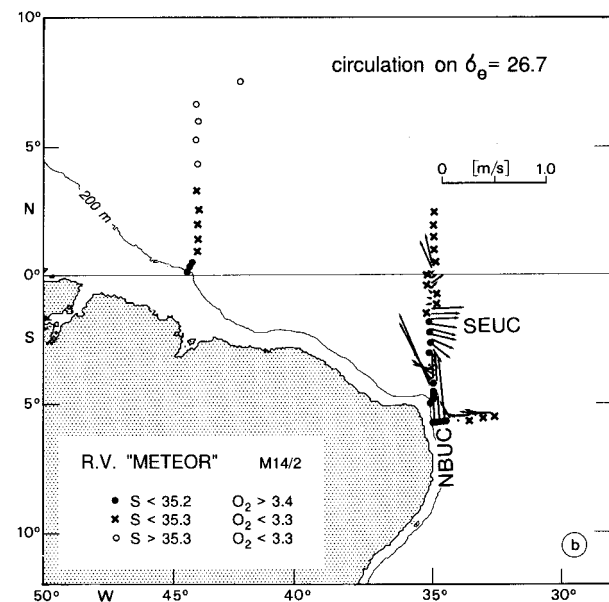 10°
circulation on σ_θ = 26.7
5°
0 [m/s] 1.0
200 m
N
0°
S
SEUC
5°
NBUC
R.V. "METEOR" M14/2
● S < 35.2 O₂ > 3.4
× S < 35.3 O₂ < 3.3
○ S > 35.3 O₂ < 3.3
10°
b
50° W 45° 40° 35° 30°